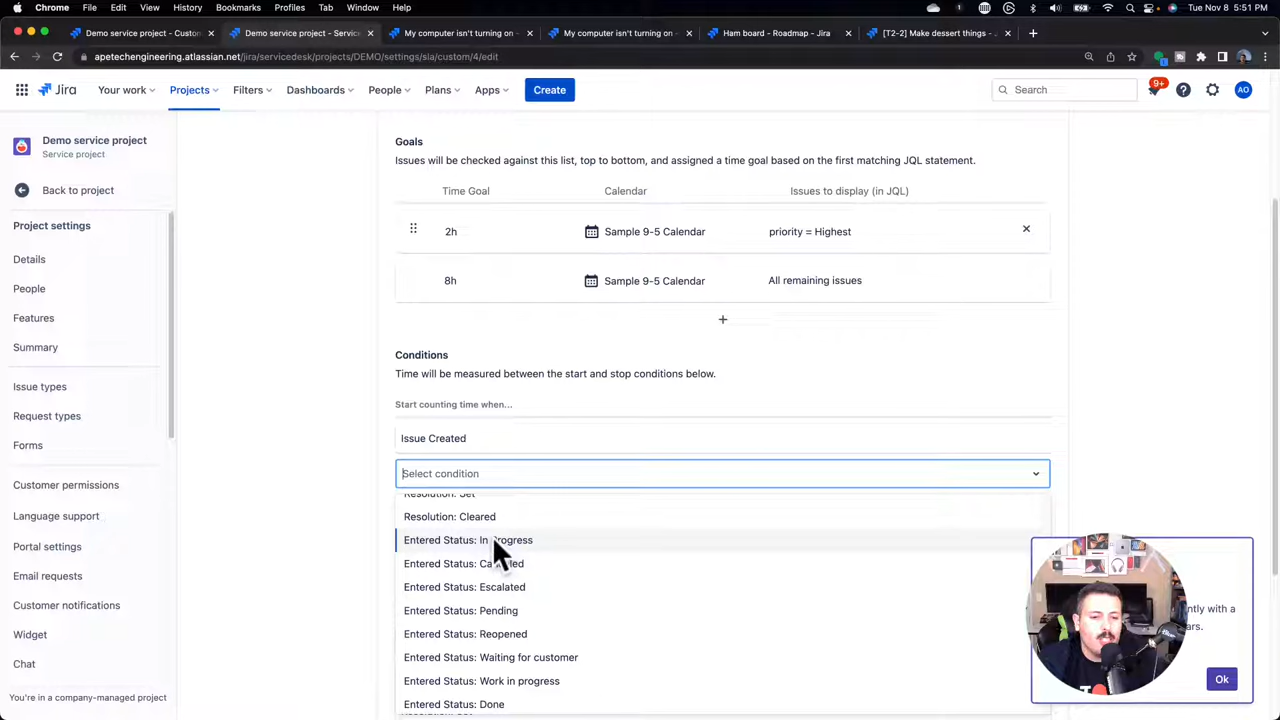 Chrome File Edit View History Bookmarks Profiles Tab Window Help Tue Nov 8 5:51 PM
Demo service project - Custom Demo service project - Servic My computer isn't turning on - My computer isn't turning on - Ham board - Roadmap - Jira [T2-2] Make dessert things - ...
apetechengineering.atlassian.net/jira/servicedesk/projects/DEMO/settings/sla/custom/4/edit
Jira Your work Projects Filters Dashboards People Plans Apps Create Search 9+ AO
Demo service project
Service project
Back to project
Project settings
Details
People
Features
Summary
Issue types
Request types
Forms
Customer permissions
Language support
Portal settings
Email requests
Customer notifications
Widget
Chat
You're in a company-managed project
Goals
Issues will be checked against this list, top to bottom, and assigned a time goal based on the first matching JQL statement.
Time Goal Calendar Issues to display (in JQL)
2h Sample 9-5 Calendar priority = Highest
8h Sample 9-5 Calendar All remaining issues
Conditions
Time will be measured between the start and stop conditions below.
Start counting time when...
Issue Created
Select condition
Resolution: Set
Resolution: Cleared
Entered Status: In Progress
Entered Status:
Entered Status: Escalated
Entered Status: Pending
Entered Status: Reopened
Entered Status: Waiting for customer
Entered Status: Work in progress
Entered Status: Done
ntly with a
ars.
Ok